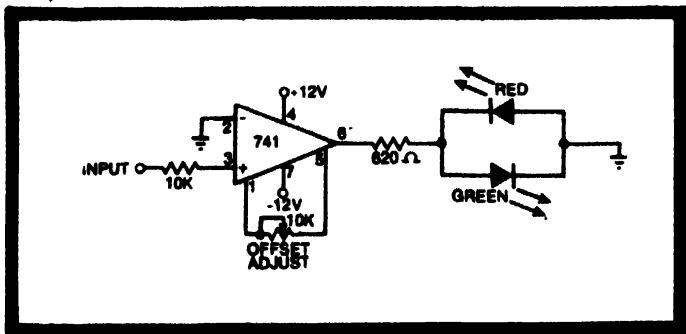 +12V
4
RED
2
-
741
6
INPUT
3
+
5
620 Ω
10K
1
7
-12V
GREEN
10K
OFFSET
ADJUST